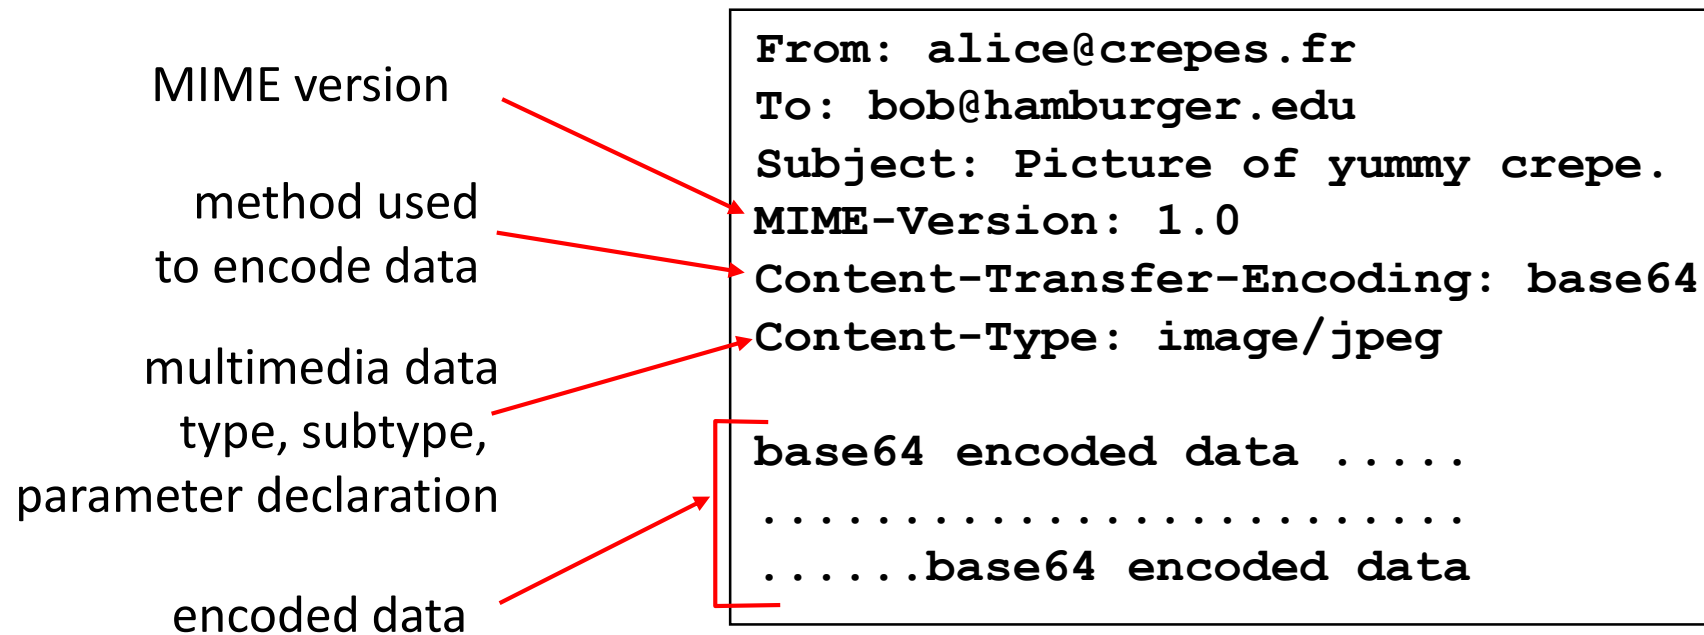 MIME version
method used
to encode data
multimedia data
type, subtype,
parameter declaration
encoded data
From: alice@crepes.fr
To: bob@hamburger.edu
Subject: Picture of yummy crepe.
MIME-Version: 1.0
Content-Transfer-Encoding: base64
Content-Type: image/jpeg
base64 encoded data .....
.........................
......base64 encoded data